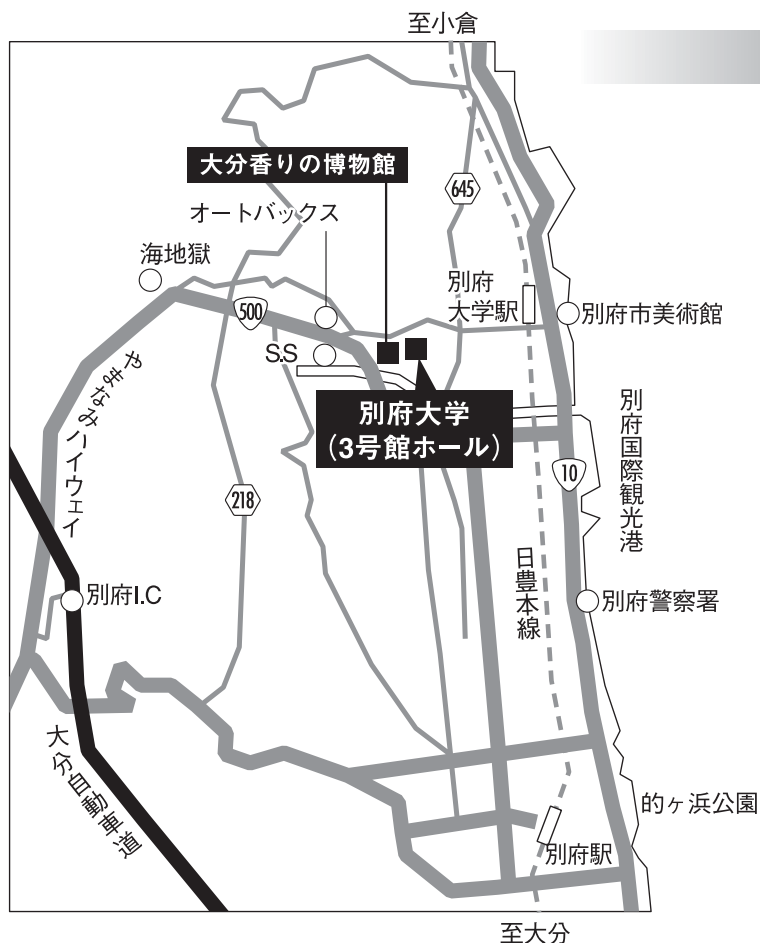 至小倉
大分香りの博物館
645
オートバックス
海地獄
別府
大学駅
500
別府市美術館
S.S
別府大学
(3号館ホール)
やまなみハイウェイ
別府国際観光港
10
218
日豊本線
別府I.C
別府警察署
大分自動車道
的ヶ浜公園
別府駅
至大分